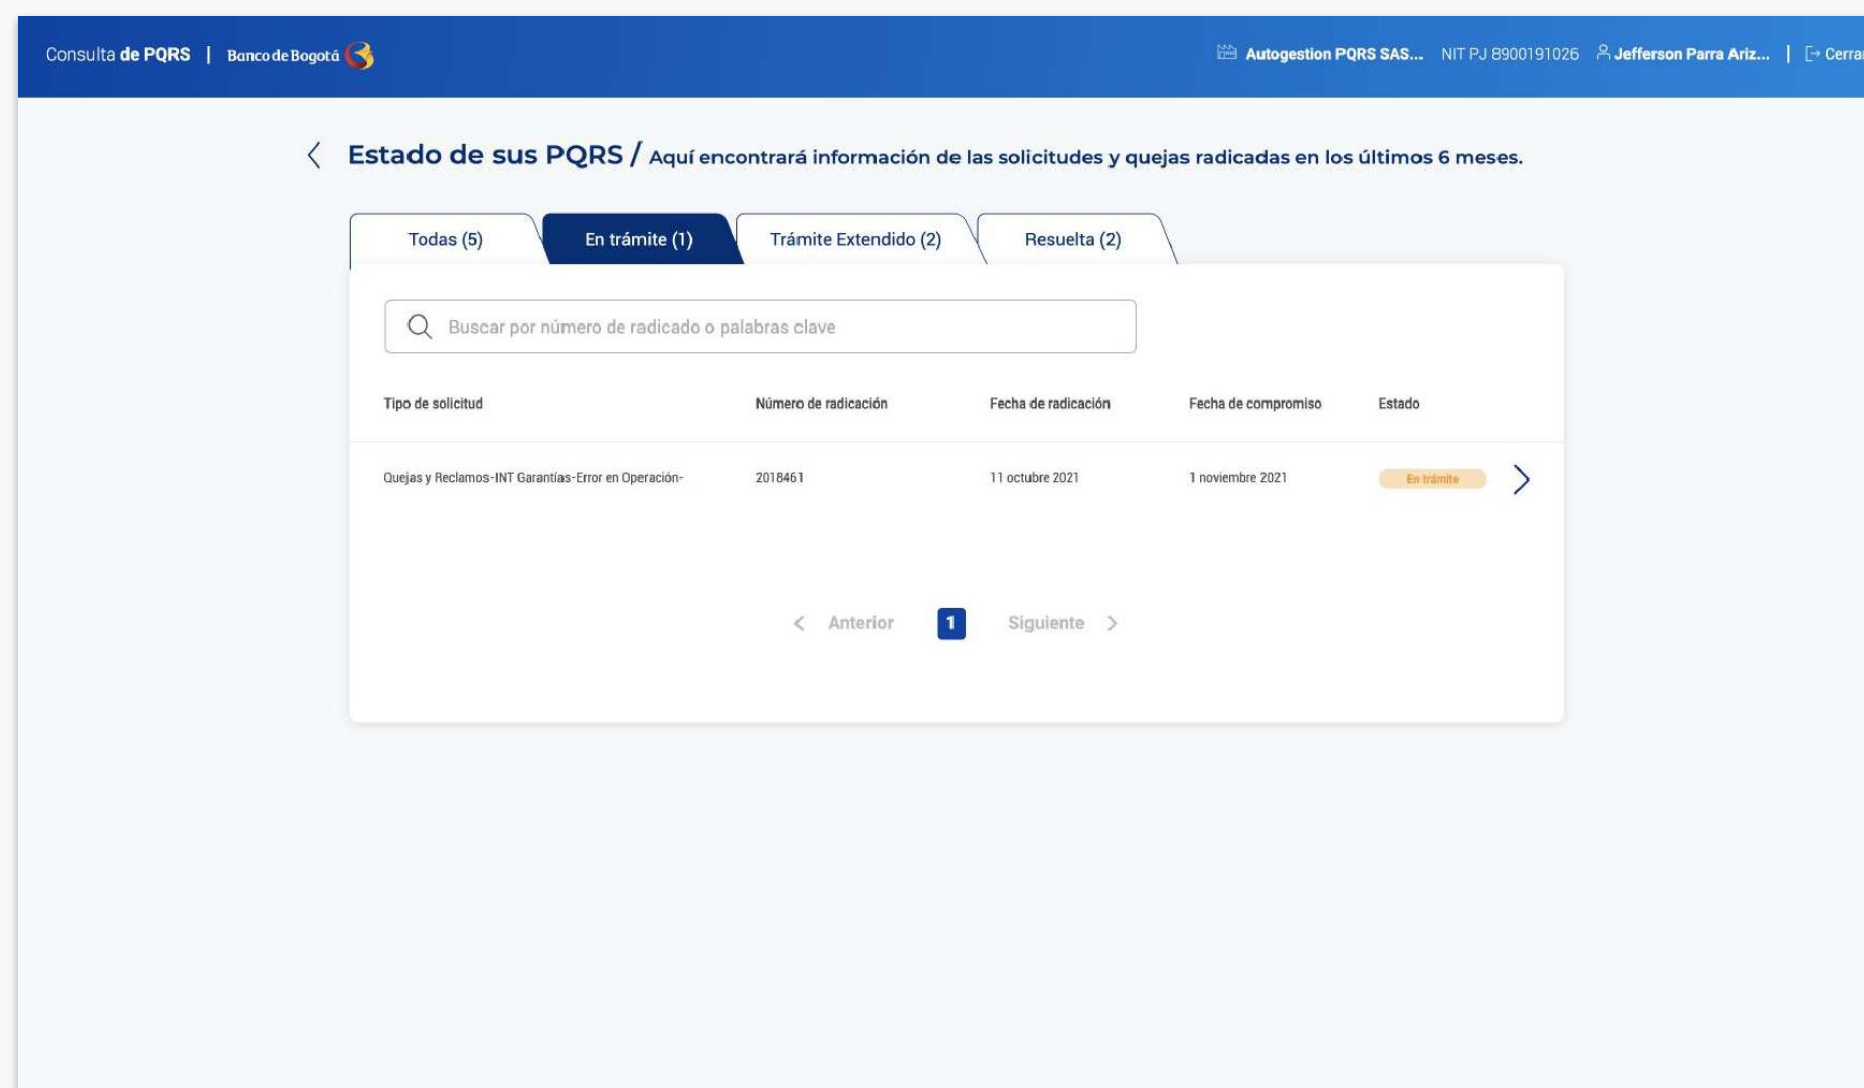 Consulta de PQRS | Banco de Bogotá
Autogestion PQRS SAS... NIT PJ 8900191026 Jefferson Parra Ariz... | Cerrar
Estado de sus PQRS / Aquí encontrará información de las solicitudes y quejas radicadas en los últimos 6 meses.
Todas (5) En trámite (1) Trámite Extendido (2) Resuelta (2)
Buscar por número de radicado o palabras clave
Tipo de solicitud Número de radicación Fecha de radicación Fecha de compromiso Estado
Quejas y Reclamos-INT Garantías-Error en Operación- 2018461 11 octubre 2021 1 noviembre 2021 En trámite
< Anterior 1 Siguiente >